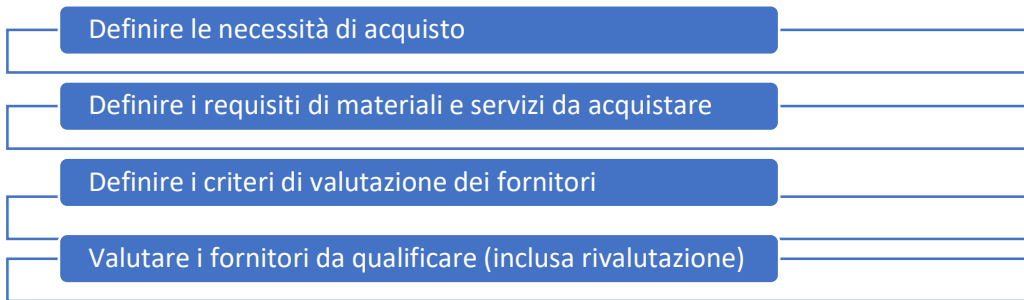 Definire le necessità di acquisto
Definire i requisiti di materiali e servizi da acquistare
Definire i criteri di valutazione dei fornitori
Valutare i fornitori da qualificare (inclusa rivalutazione)